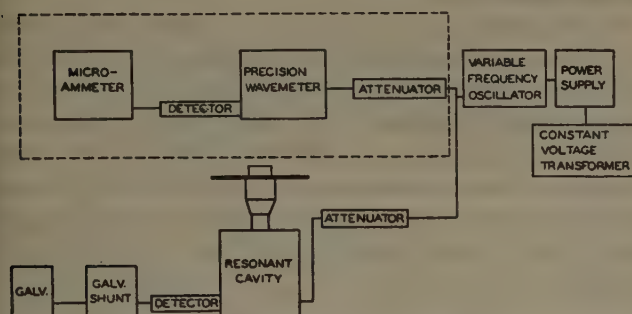 MICRO-
AMMETER
DETECTOR
PRECISION
WAVEMETER
ATTENUATOR
VARIABLE
FREQUENCY
OSCILLATOR
POWER
SUPPLY
CONSTANT
VOLTAGE
TRANSFORMER
ATTENUATOR
RESONANT
CAVITY
GALV.
GALV.
SHUNT
DETECTOR